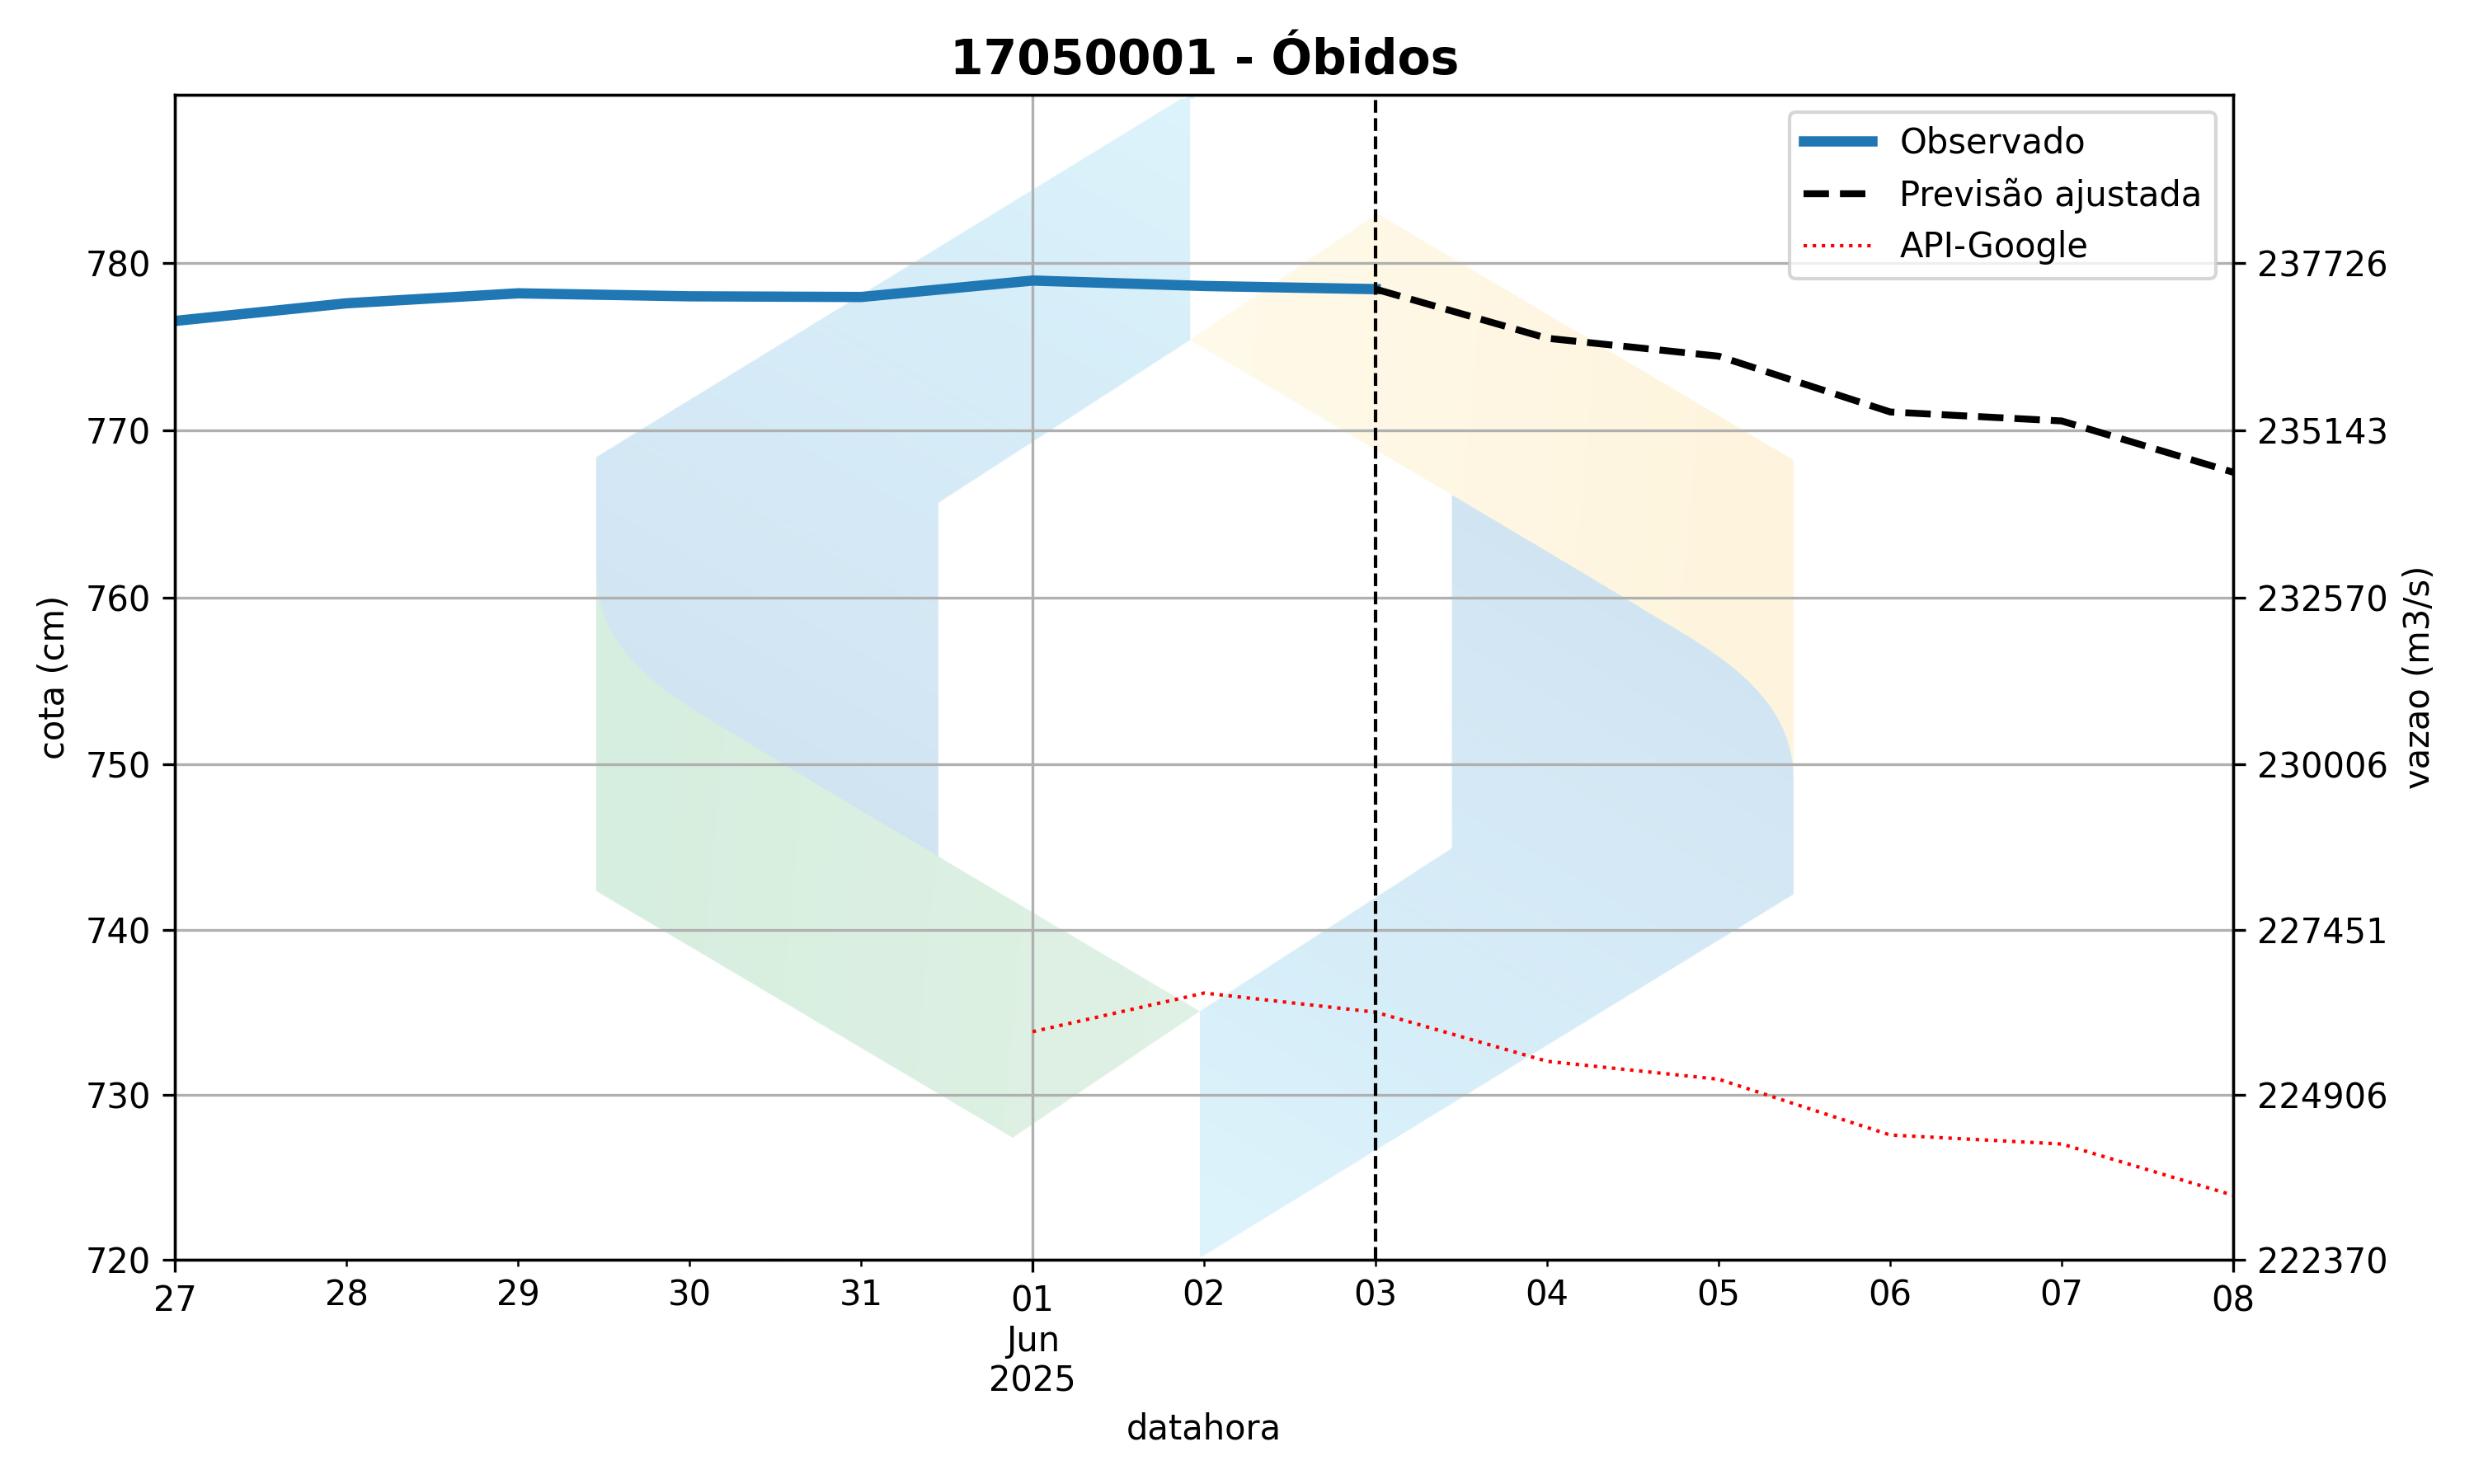 17050001 - Óbidos
Observado
Previsão ajustada
API-Google
780
770
760
750
740
730
720
cota (cm)
237726
235143
232570
230006
227451
224906
222370
vazao (m3/s)
27 28 29 30 31 01 02 03 04 05 06 07 08
Jun
2025
datahora